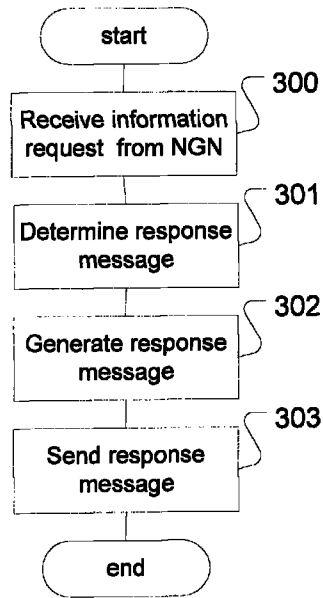 start
300
Receive information
request from NGN
301
Determine response
message
302
Generate response
message
303
Send response
message
end